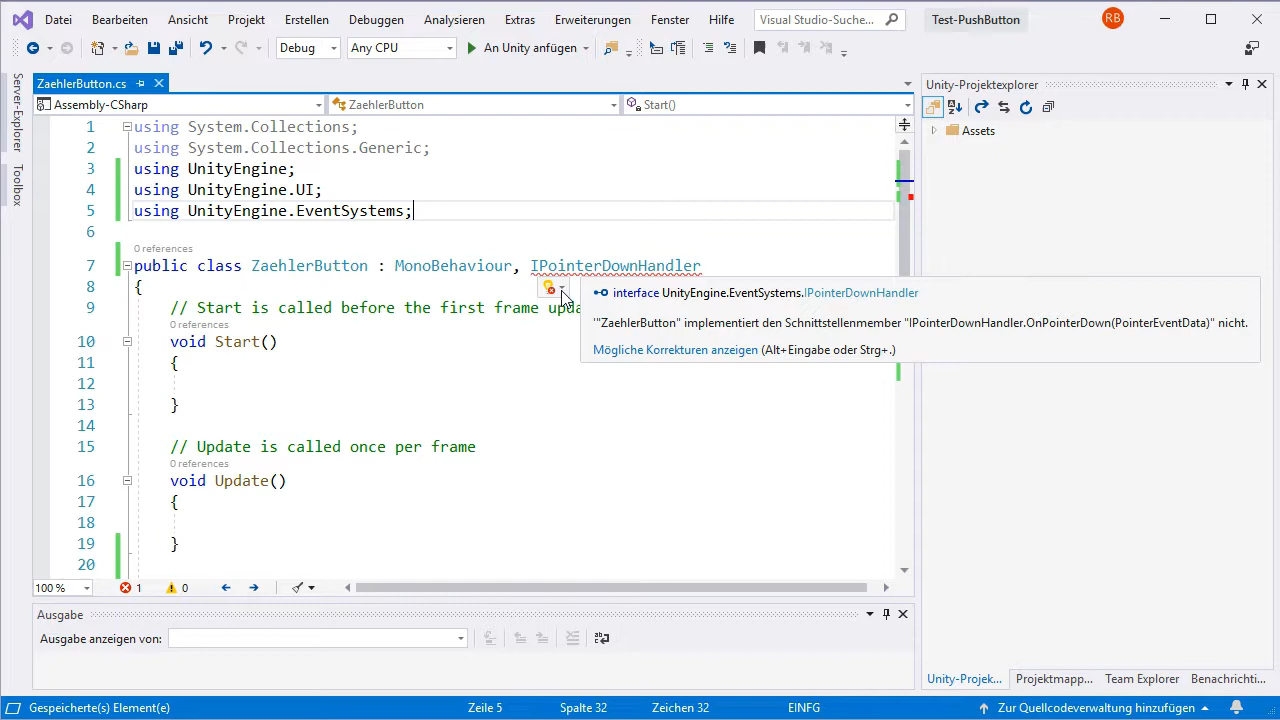 Datei Bearbeiten Ansicht Projekt Erstellen Debuggen Analysieren Extras Erweiterungen Fenster Hilfe Visual Studio-Suche... Test-PushButton RB
Debug Any CPU An Unity anfügen
Server-Explorer
Toolbox
ZaehlerButton.cs
Assembly-CSharp ZaehlerButton Start()
1 using System.Collections;
2 using System.Collections.Generic;
3 using UnityEngine;
4 using UnityEngine.UI;
5 using UnityEngine.EventSystems;
6
0 references
7 public class ZaehlerButton : MonoBehaviour, IPointerDownHandler
8 {
9 // Start is called before the first frame upda
0 references
10 void Start()
11 {
12
13 }
14
15 // Update is called once per frame
0 references
16 void Update()
17 {
18
19 }
20
interface UnityEngine.EventSystems.IPointerDownHandler
'"ZaehlerButton" implementiert den Schnittstellenmember "IPointerDownHandler.OnPointerDown(PointerEventData)" nicht.
Mögliche Korrekturen anzeigen (Alt+Eingabe oder Strg+.)
100 % 1 0
Ausgabe
Ausgabe anzeigen von:
Unity-Projektexplorer
Assets
Unity-Projek... Projektmapp... Team Explorer Benachrichti...
Gespeicherte(s) Element(e) Zeile 5 Spalte 32 Zeichen 32 EINFG Zur Quellcodeverwaltung hinzufügen